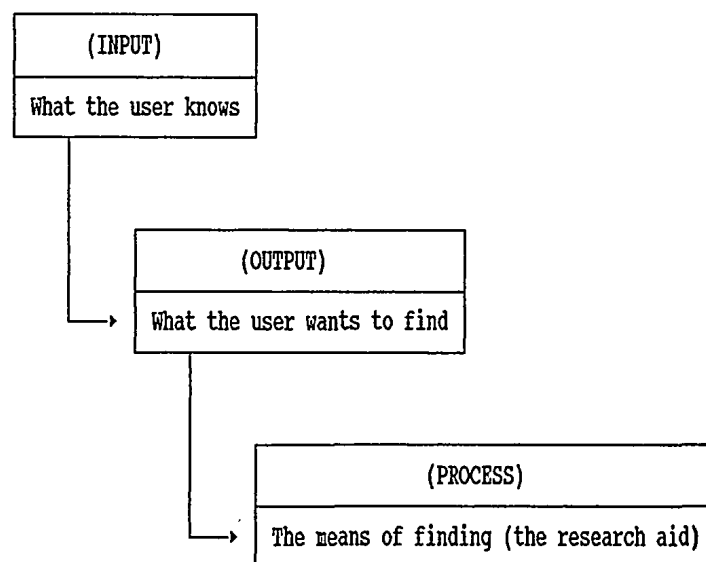 (INPUT)
What the user knows
(OUTPUT)
What the user wants to find
(PROCESS)
The means of finding (the research aid)